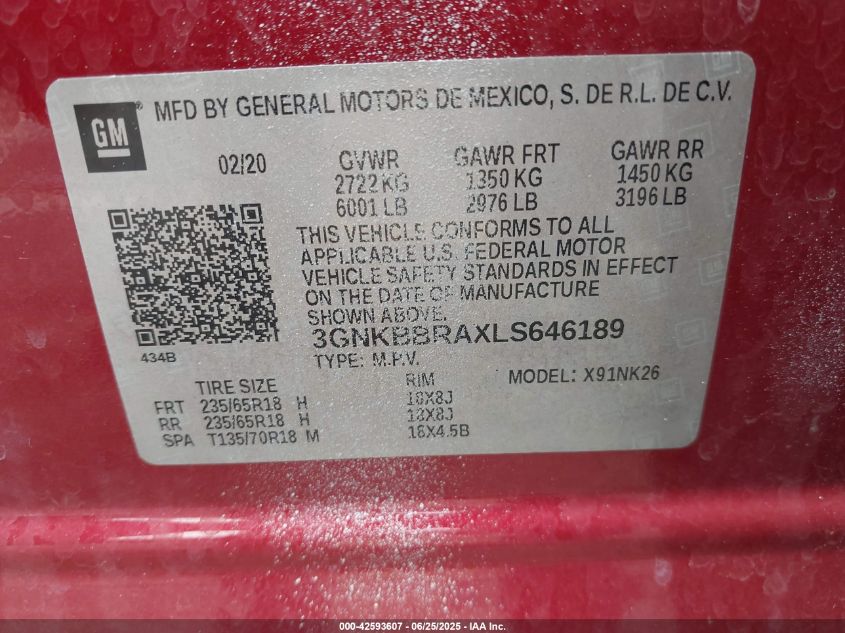 GM
MFD BY GENERAL MOTORS DE MEXICO, S. DE R.L. DE C.V.
02/20 GVWR GAWR FRT GAWR RR
2722 KG 1350 KG 1450 KG
6001 LB 2976 LB 3196 LB
THIS VEHICLE CONFORMS TO ALL
APPLICABLE U.S. FEDERAL MOTOR
VEHICLE SAFETY STANDARDS IN EFFECT
ON THE DATE OF MANUFACTURE
SHOWN ABOVE.
3GNKBBRAXLS646189
434B
TYPE: M.P.V.
MODEL: X91NK26
TIRE SIZE RIM
FRT 235/65R18 H 18X8J
RR 235/65R18 H 18X8J
SPA T135/70R18 M 18X4.5B
000-42593607 - 06/25/2025 - IAA Inc.